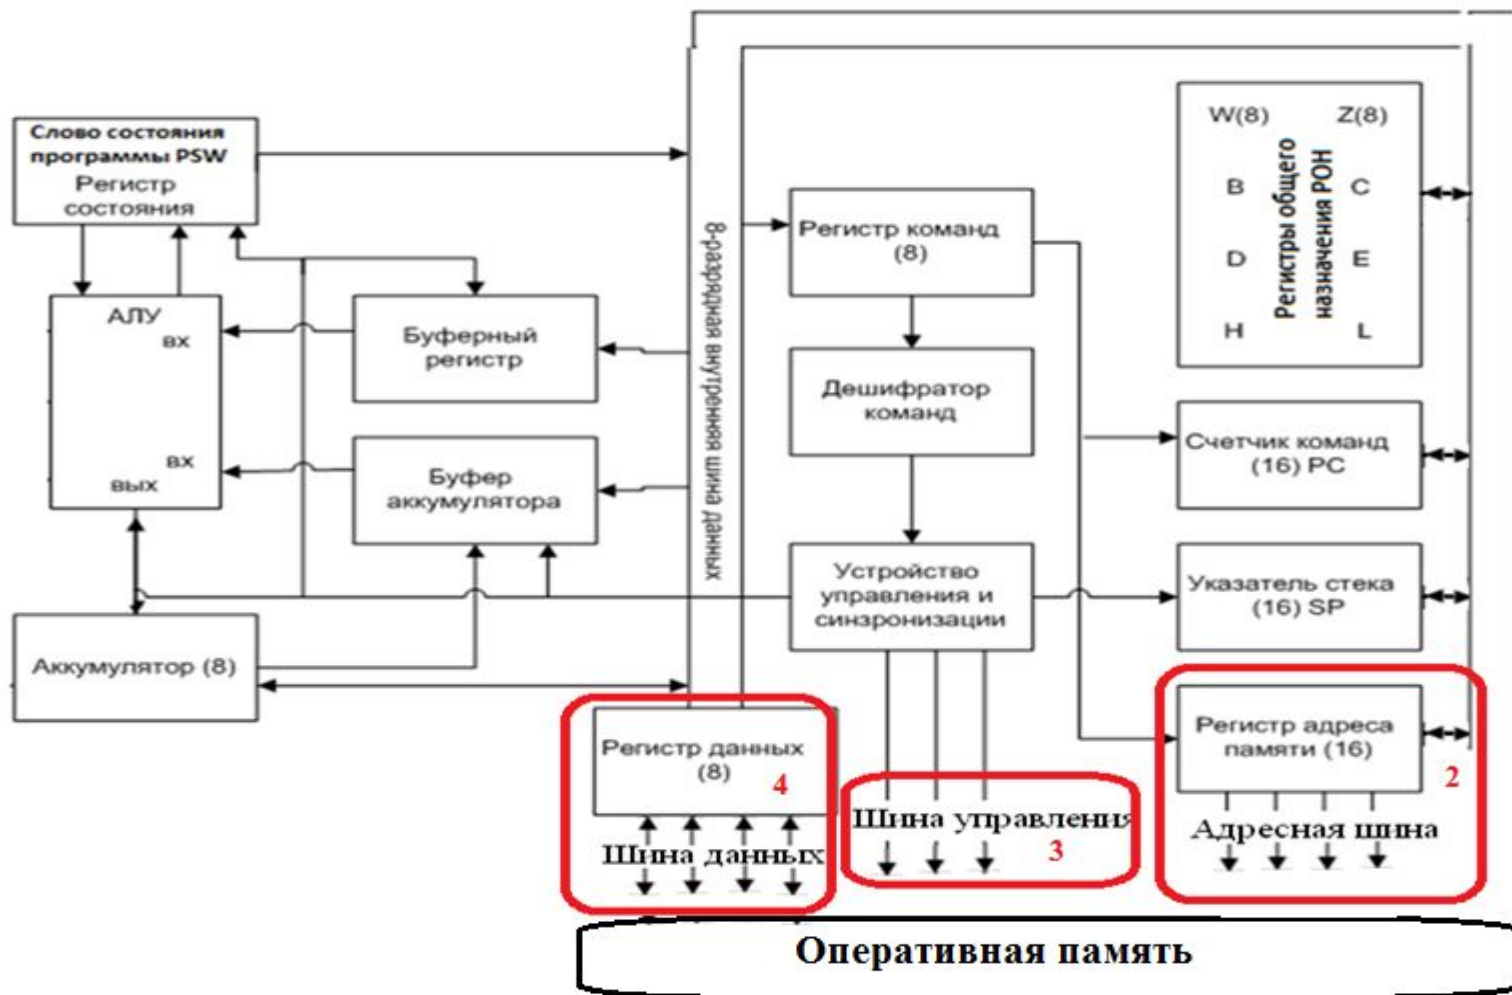 Слово состояния
программы PSW
Регистр
состояния
АЛУ
вх
вх
вых
Буферный
регистр
Буфер
аккумулятора
Аккумулятор (8)
8-разрядная внутренняя шина данных
Регистр команд
(8)
Дешифратор
команд
Устройство
управления и
синзронизации
W(8) Z(8)
B C
D E
H L
Регистры общего
назначения РОН
Счетчик команд
(16) PC
Указатель стека
(16) SP
Регистр адреса
памяти (16)
2
Адресная шина
Регистр данных
(8)
4
Шина данных
Шина управления
3
Оперативная память